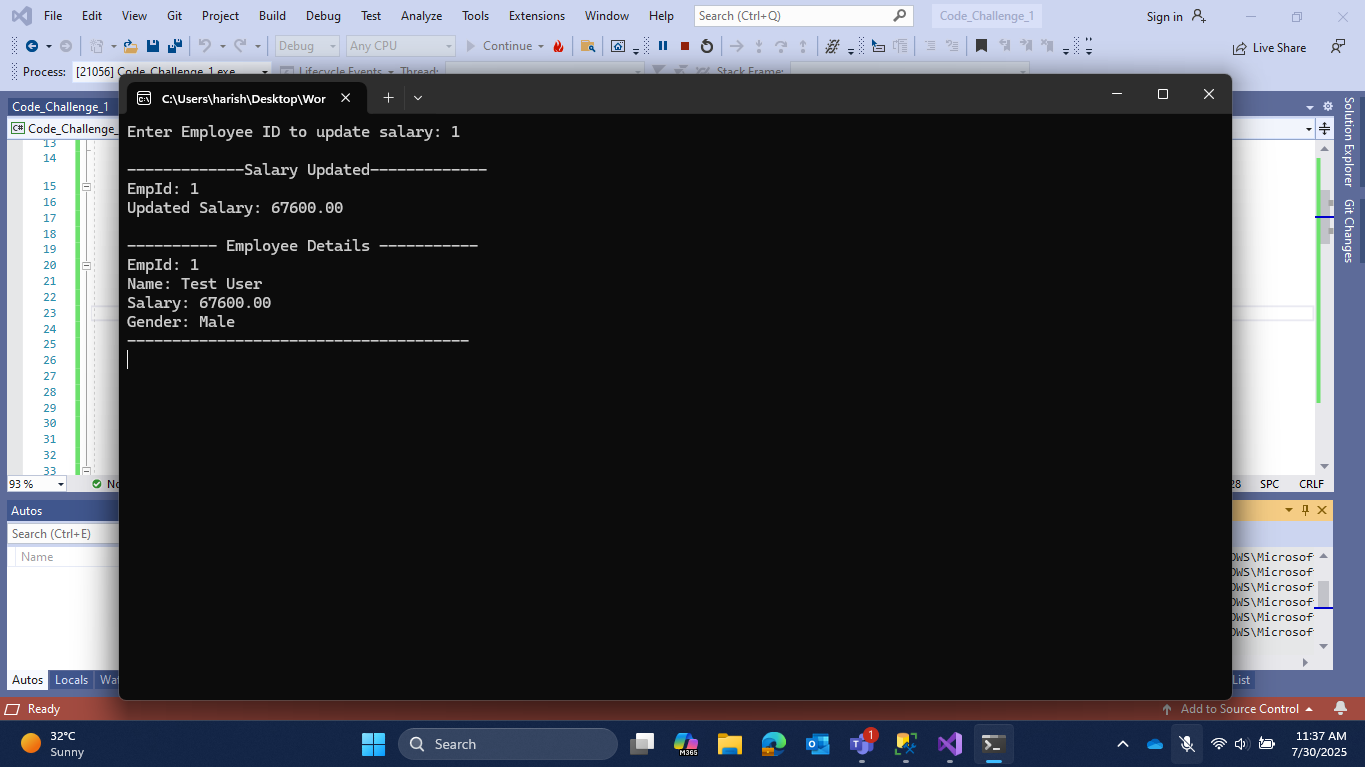 File Edit View Git Project Build Debug Test Analyze Tools Extensions Window Help Search (Ctrl+Q) Code_Challenge_1 Sign in
Debug Any CPU Continue Live Share
Process: [21056] Code_Challenge_1.exe Lifecycle Events Thread: Stack Frame:
C:\Users\harish\Desktop\Wor
Code_Challenge_1
Code_Challenge_
Enter Employee ID to update salary: 1
-------------Salary Updated-------------
EmpId: 1
Updated Salary: 67600.00
---------- Employee Details -----------
EmpId: 1
Name: Test User
Salary: 67600.00
Gender: Male
--------------------------------------
13
14
15
16
17
18
19
20
21
22
23
24
25
26
27
28
29
30
31
32
33
Solution Explorer
Git Changes
93 % No 28 SPC CRLF
Autos
Search (Ctrl+E)
Name
OWS\Microsof
OWS\Microsof
OWS\Microsof
OWS\Microsof
OWS\Microsof
OWS\Microsof
Autos Locals Wat List
Ready Add to Source Control
32°C
Sunny
Search
M365
1
11:37 AM
7/30/2025